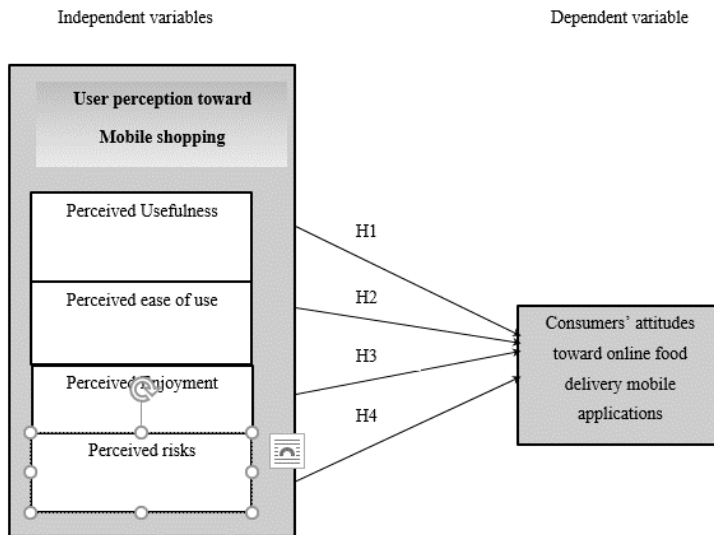 Independent variables
Dependent variable
User perception toward
Mobile shopping
Perceived Usefulness
Perceived ease of use
Perceived Enjoyment
Perceived risks
H1
H2
H3
H4
Consumers’ attitudes
toward online food
delivery mobile
applications